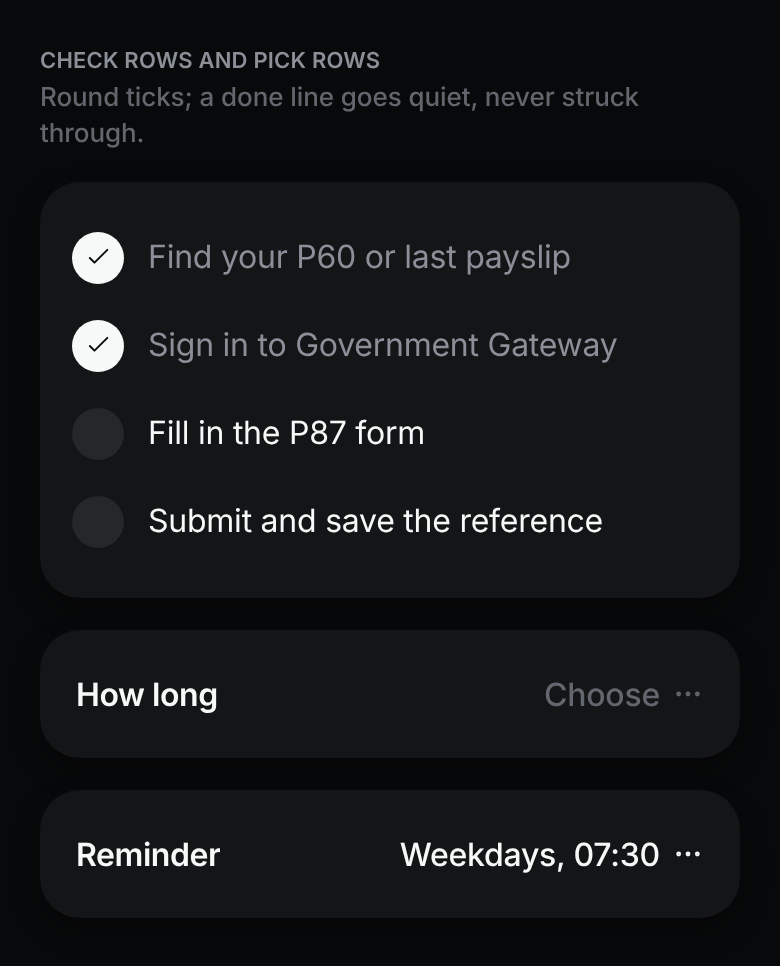 CHECK ROWS AND PICK ROWS
Round ticks; a done line goes quiet, never struck
through.
Find your P60 or last payslip
Sign in to Government Gateway
Fill in the P87 form
Submit and save the reference
How long Choose ···
Reminder Weekdays, 07:30 ···